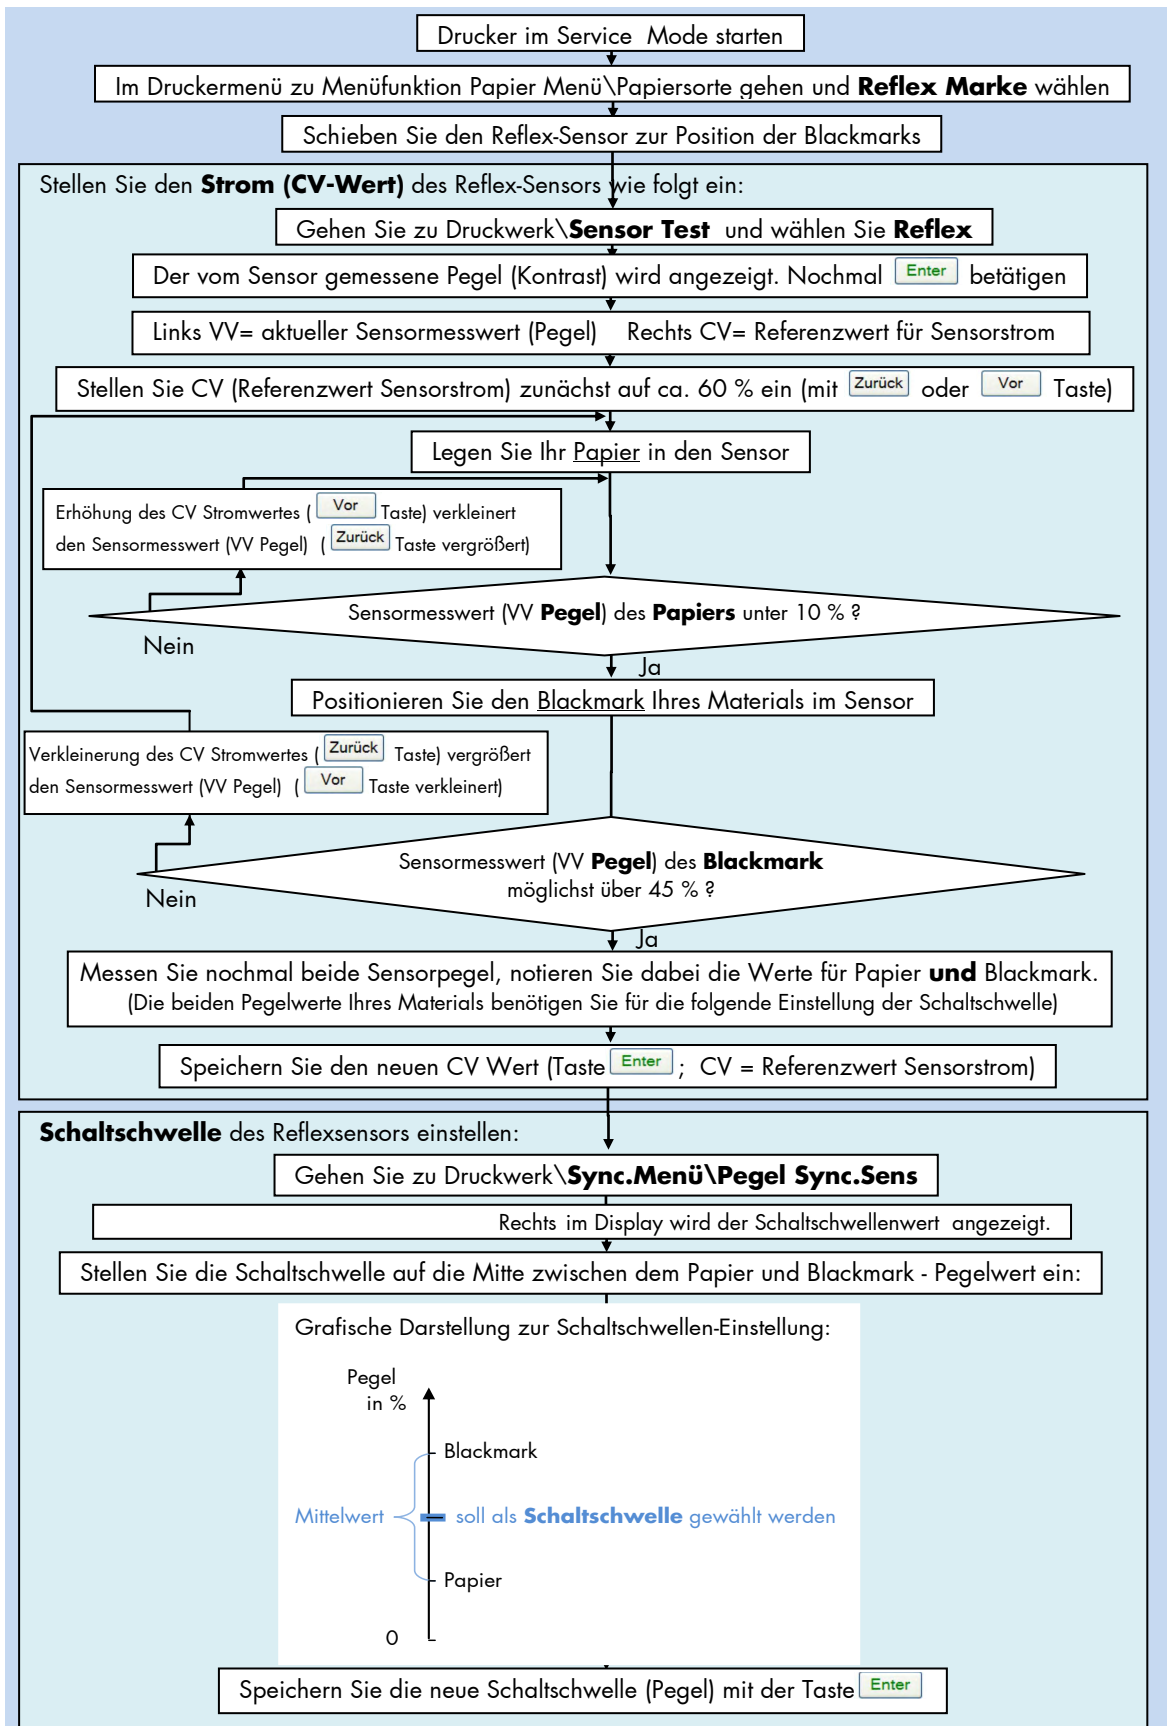 Drucker im Service Mode starten
Im Druckermenü zu Menüfunktion Papier Menü\Papiersorte gehen und Reflex Marke wählen
Schieben Sie den Reflex-Sensor zur Position der Blackmarks
Stellen Sie den Strom (CV-Wert) des Reflex-Sensors wie folgt ein:
Gehen Sie zu Druckwerk\Sensor Test und wählen Sie Reflex
Der vom Sensor gemessene Pegel (Kontrast) wird angezeigt. Nochmal Enter betätigen
Links VV= aktueller Sensormesswert (Pegel) Rechts CV= Referenzwert für Sensorstrom
Stellen Sie CV (Referenzwert Sensorstrom) zunächst auf ca. 60 % ein (mit Zurück oder Vor Taste)
Legen Sie Ihr Papier in den Sensor
Erhöhung des CV Stromwertes ( Vor Taste) verkleinert
den Sensormesswert (VV Pegel) ( Zurück Taste vergrößert)
Sensormesswert (VV Pegel) des Papiers unter 10 % ?
Nein
Ja
Positionieren Sie den Blackmark Ihres Materials im Sensor
Verkleinerung des CV Stromwertes ( Zurück Taste) vergrößert
den Sensormesswert (VV Pegel) ( Vor Taste verkleinert)
Sensormesswert (VV Pegel) des Blackmark
möglichst über 45 % ?
Nein
Ja
Messen Sie nochmal beide Sensorpegel, notieren Sie dabei die Werte für Papier und Blackmark.
(Die beiden Pegelwerte Ihres Materials benötigen Sie für die folgende Einstellung der Schaltschwelle)
Speichern Sie den neuen CV Wert (Taste Enter ; CV = Referenzwert Sensorstrom)
Schaltschwelle des Reflexsensors einstellen:
Gehen Sie zu Druckwerk\Sync.Menü\Pegel Sync.Sens
Rechts im Display wird der Schaltschwellenwert angezeigt.
Stellen Sie die Schaltschwelle auf die Mitte zwischen dem Papier und Blackmark - Pegelwert ein:
Grafische Darstellung zur Schaltschwellen-Einstellung:
Pegel
in %
Blackmark
Mittelwert soll als Schaltschwelle gewählt werden
Papier
0
Speichern Sie die neue Schaltschwelle (Pegel) mit der Taste Enter